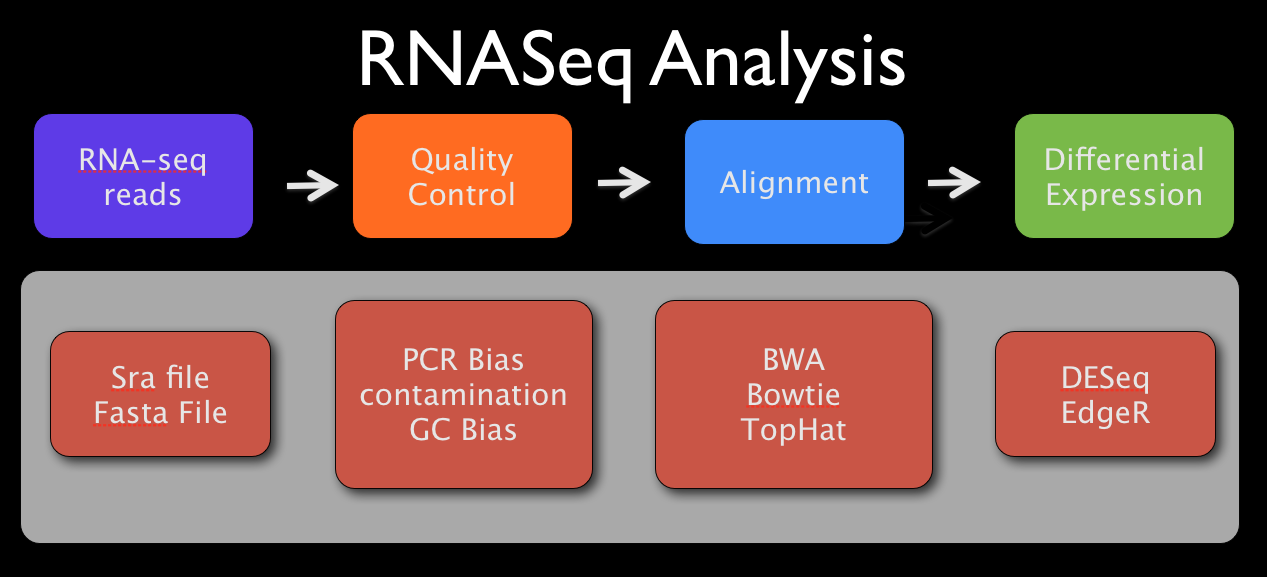 RNASeq Analysis
RNA-seq
reads
Quality
Control
Alignment
Differential
Expression
Sra file
Fasta File
PCR Bias
contamination
GC Bias
BWA
Bowtie
TopHat
DESeq
EdgeR